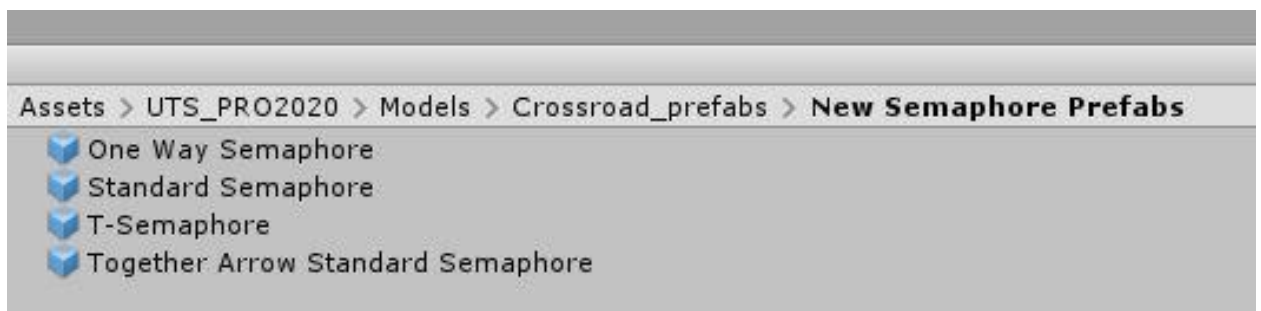 Assets > UTS_PRO2020 > Models > Crossroad_prefabs > New Semaphore Prefabs
One Way Semaphore
Standard Semaphore
T-Semaphore
Together Arrow Standard Semaphore